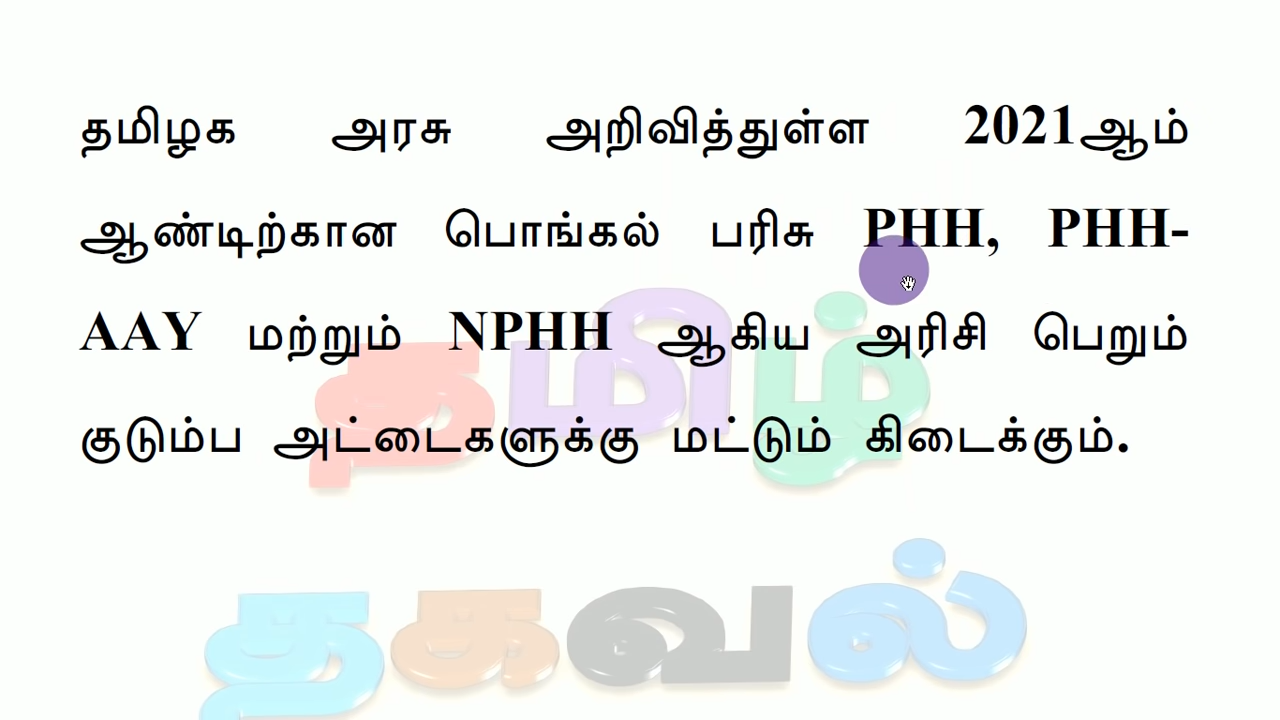 தமிழக அரசு அறிவித்துள்ள 2021ஆம்
ஆண்டிற்கான பொங்கல் பரிசு PHH, PHH-
AAY மற்றும் NPHH ஆகிய அரிசி பெறும்
குடும்ப அட்டைகளுக்கு மட்டும் கிடைக்கும்.
தமிழ்
தகவல்